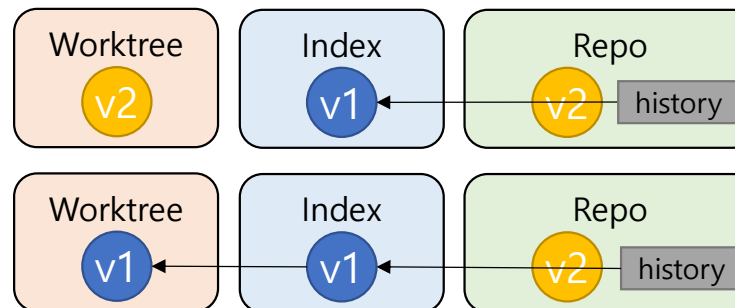 Worktree Index Repo
v2 v1 v2 history
Worktree Index Repo
v1 v1 v2 history